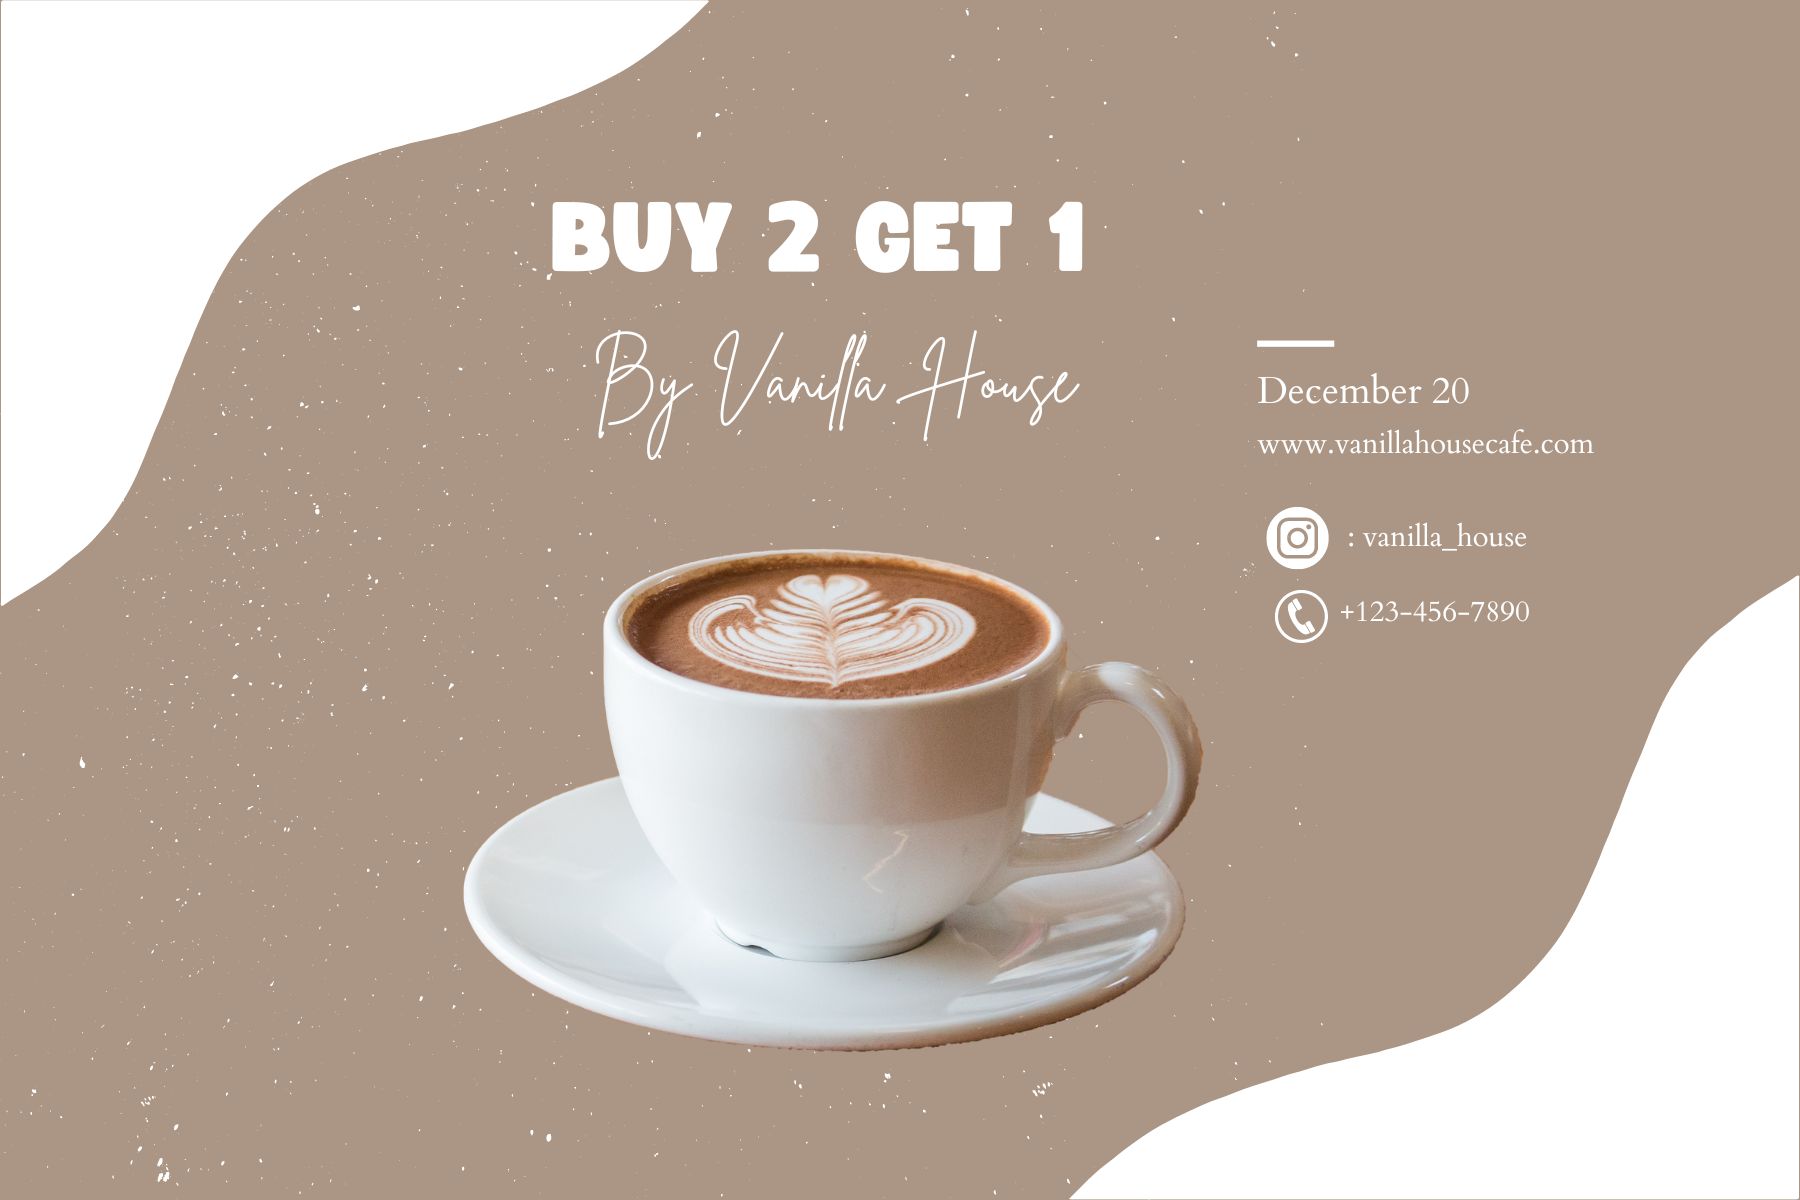 BUY 2 GET 1
By Vanilla House
December 20
www.vanillahousecafe.com
: vanilla_house
+123-456-7890